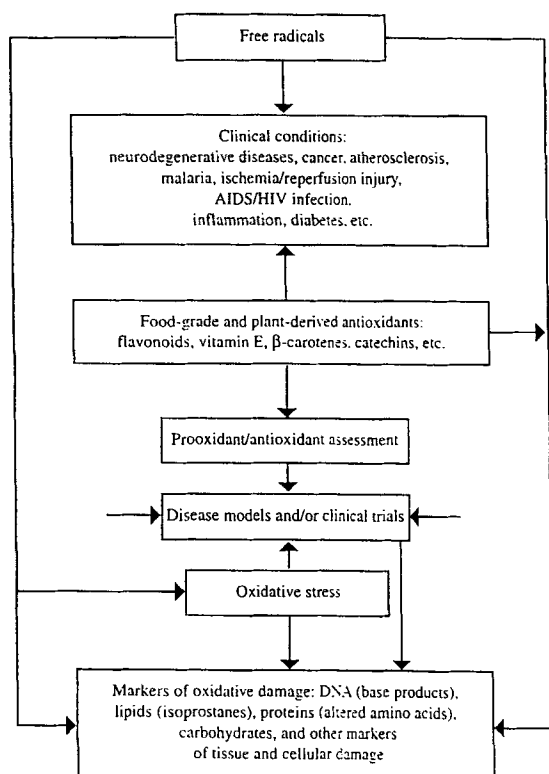 Free radicals
Clinical conditions:
neurodegenerative diseases, cancer, atherosclerosis,
malaria, ischemia/reperfusion injury,
AIDS/HIV infection,
inflammation, diabetes, etc.
Food-grade and plant-derived antioxidants:
flavonoids, vitamin E, β-carotenes, catechins, etc.
Prooxidant/antioxidant assessment
Disease models and/or clinical trials
Oxidative stress
Markers of oxidative damage: DNA (base products),
lipids (isoprostanes), proteins (altered amino acids),
carbohydrates, and other markers
of tissue and cellular damage